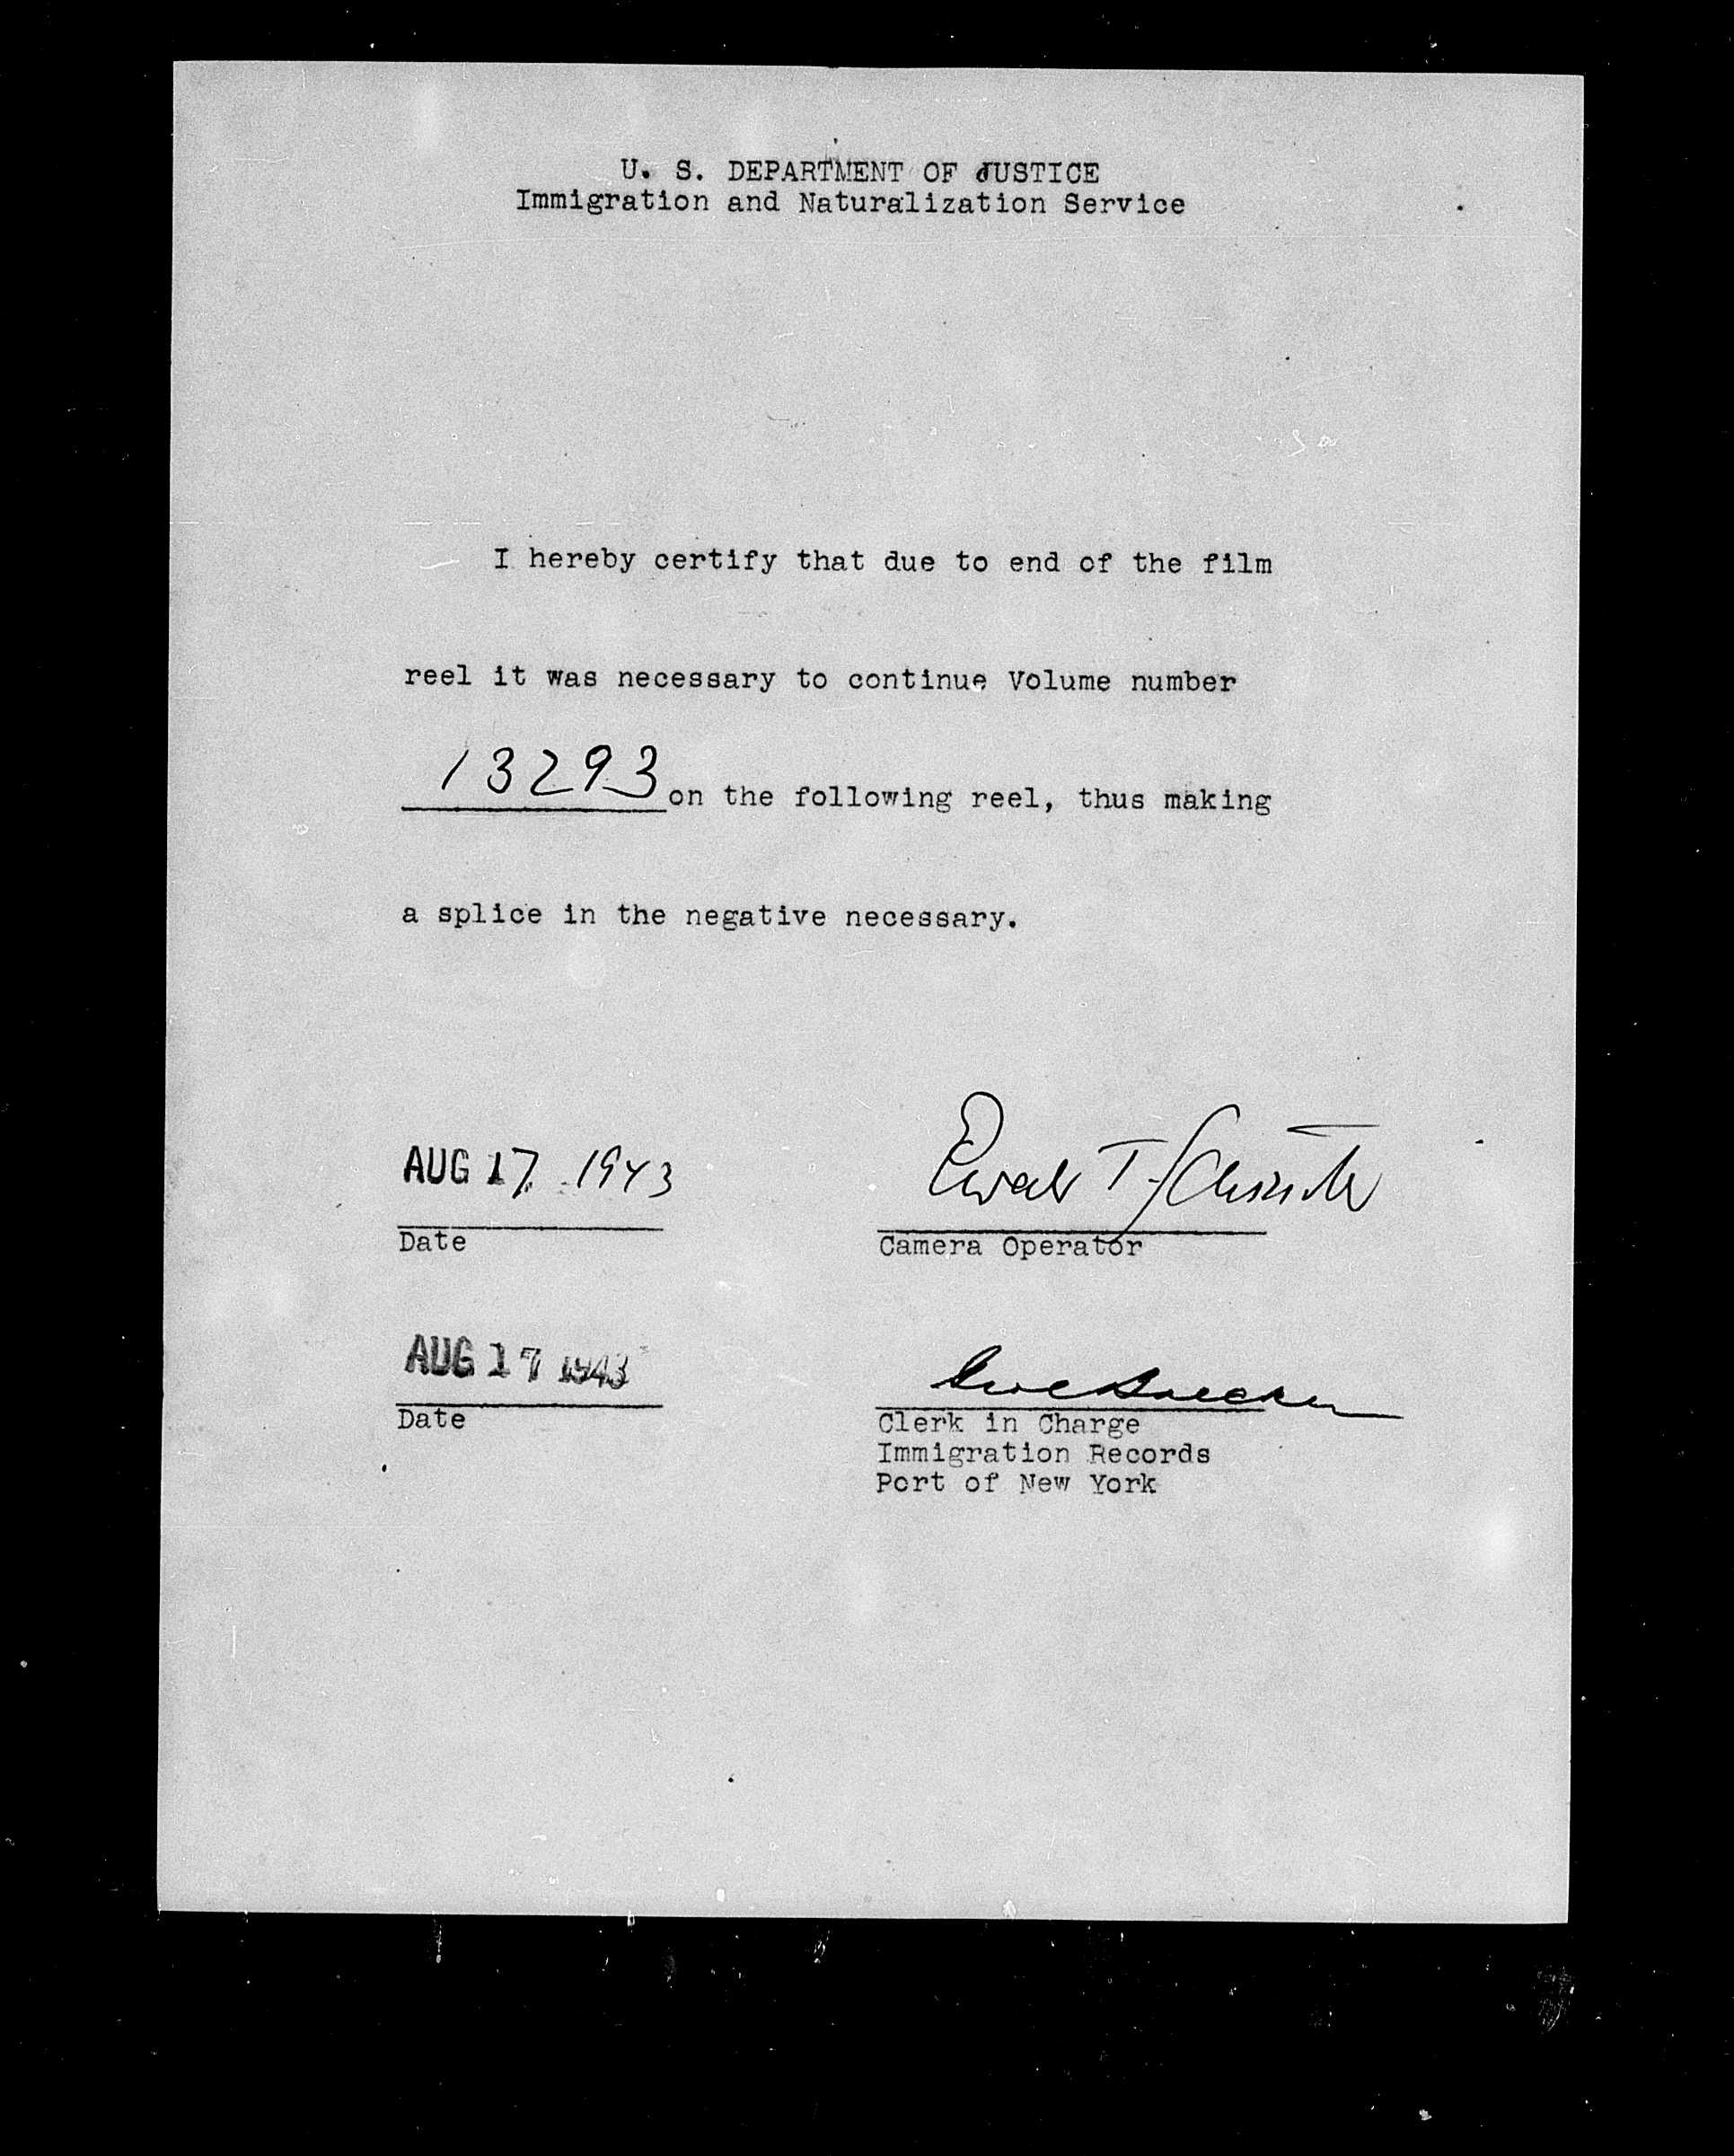 U. S. DEPARTMENT OF JUSTICE
Immigration and Naturalization Service
I hereby certify that due to end of the film
reel it was necessary to continue Volume number
13293 on the following reel, thus making
a splice in the negative necessary.
AUG 17 1943
Date
Camera Operator
AUG 17 1943
Date
Clerk in Charge
Immigration Records
Port of New York